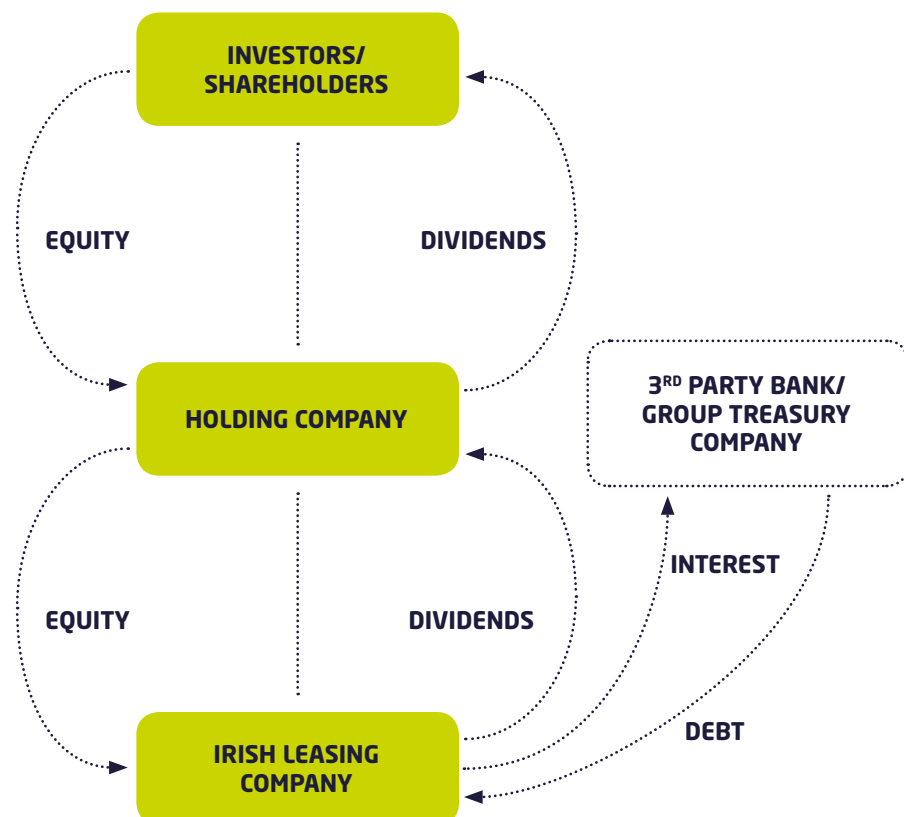 INVESTORS/
SHAREHOLDERS
EQUITY
DIVIDENDS
HOLDING COMPANY
3RD PARTY BANK/
GROUP TREASURY
COMPANY
INTEREST
EQUITY
DIVIDENDS
DEBT
IRISH LEASING
COMPANY